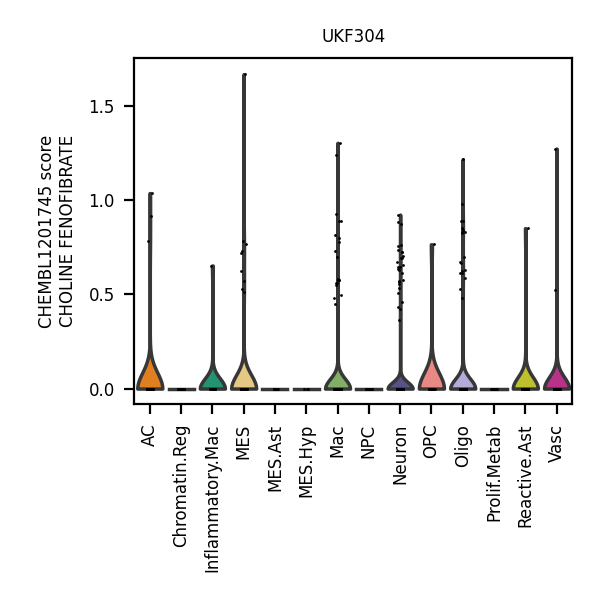 UKF304
CHEMBL1201745 score
CHOLINE FENOFIBRATE
1.5
1.0
0.5
0.0
AC
Chromatin.Reg
Inflammatory.Mac
MES
MES.Ast
MES.Hyp
Mac
NPC
Neuron
OPC
Oligo
Prolif.Metab
Reactive.Ast
Vasc